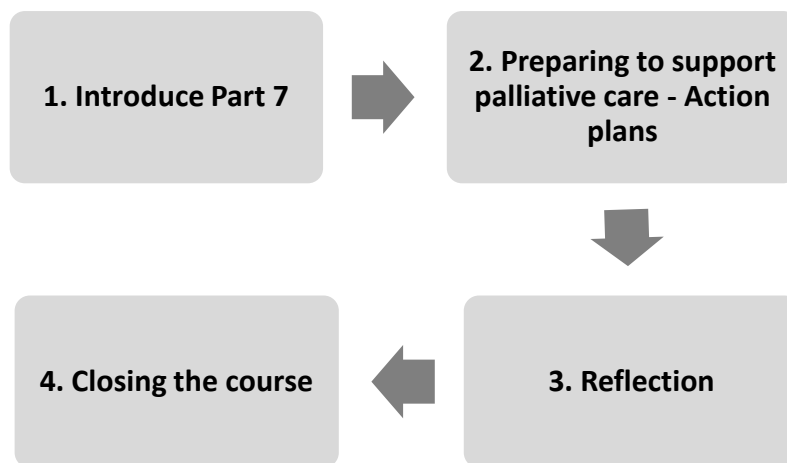 1. Introduce Part 7
2. Preparing to support
palliative care - Action
plans
3. Reflection
4. Closing the course